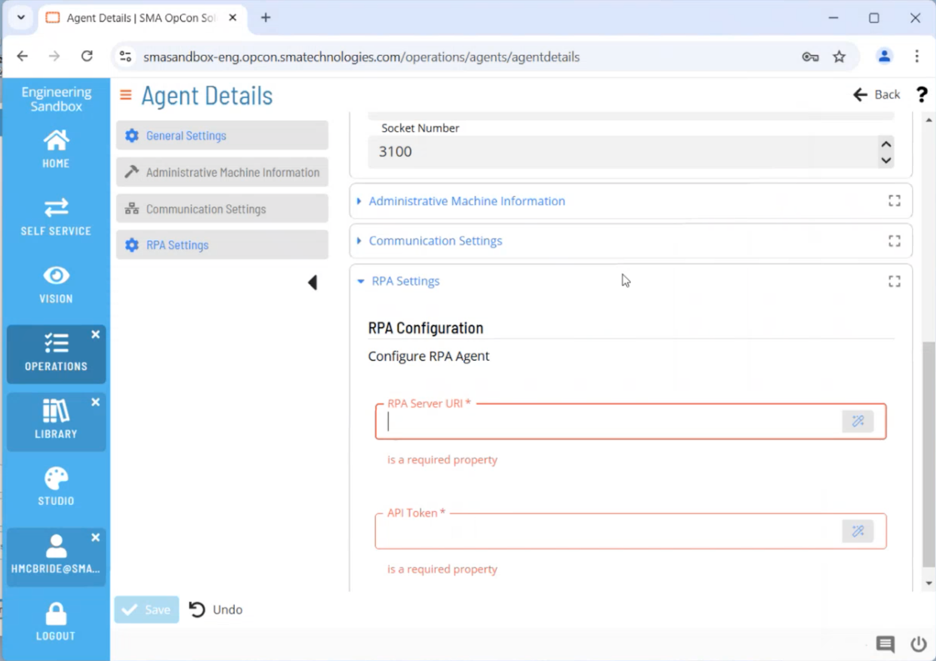 Agent Details | SMA OpCon Sol
smasandbox-eng.opcon.smatechnologies.com/operations/agents/agentdetails
Engineering
Sandbox
HOME
SELF SERVICE
VISION
OPERATIONS
LIBRARY
STUDIO
HMCBRIDE@SMA...
LOGOUT
Agent Details
Back
?
General Settings
Administrative Machine Information
Communication Settings
RPA Settings
Socket Number
3100
Administrative Machine Information
Communication Settings
RPA Settings
RPA Configuration
Configure RPA Agent
RPA Server URI *
is a required property
API Token *
is a required property
Save
Undo